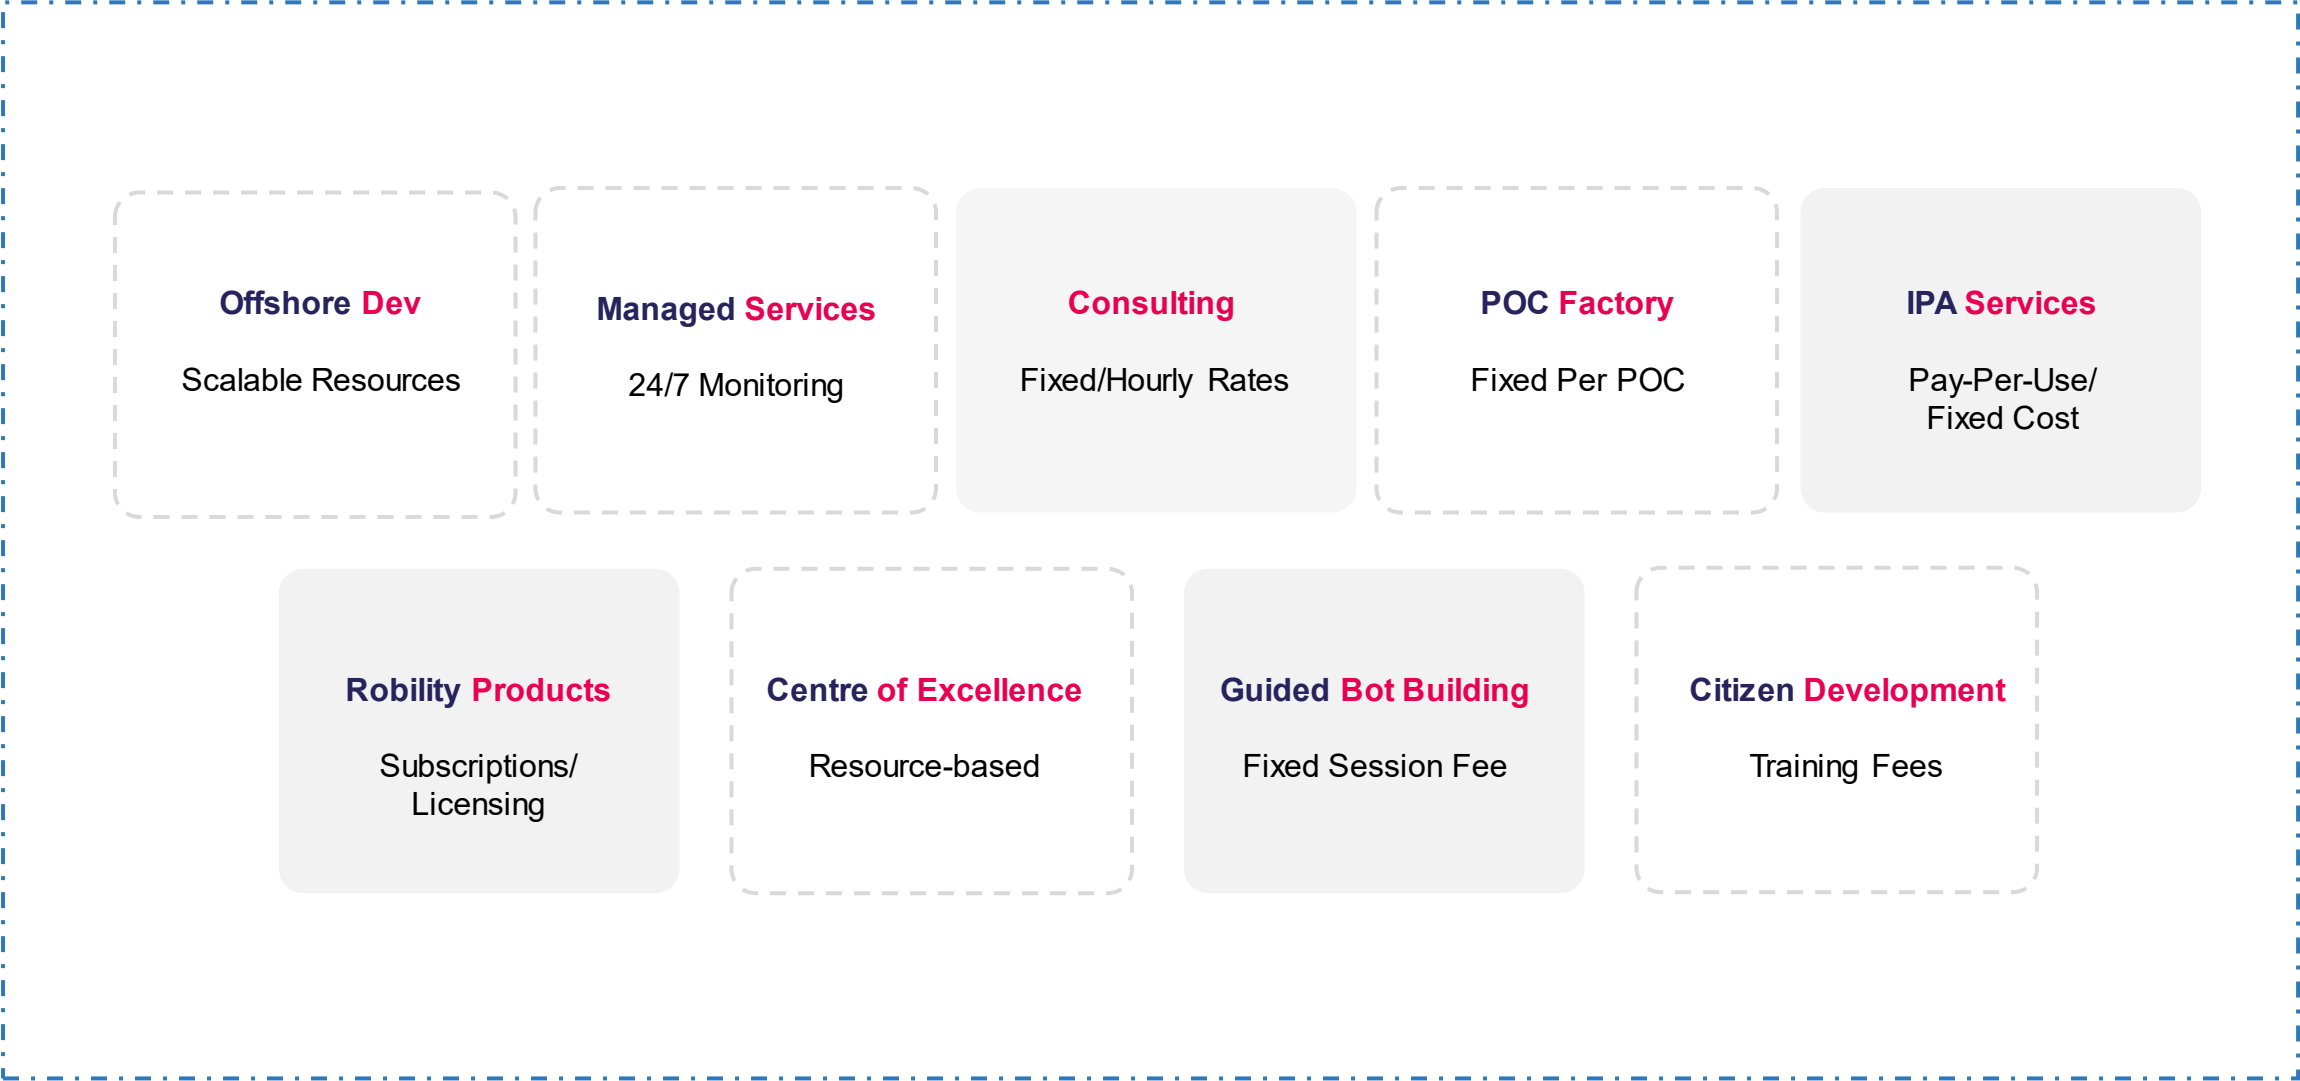 Offshore Dev
Scalable Resources
Managed Services
24/7 Monitoring
Consulting
Fixed/Hourly Rates
POC Factory
Fixed Per POC
IPA Services
Pay-Per-Use/
Fixed Cost
Robility Products
Subscriptions/
Licensing
Centre of Excellence
Resource-based
Guided Bot Building
Fixed Session Fee
Citizen Development
Training Fees